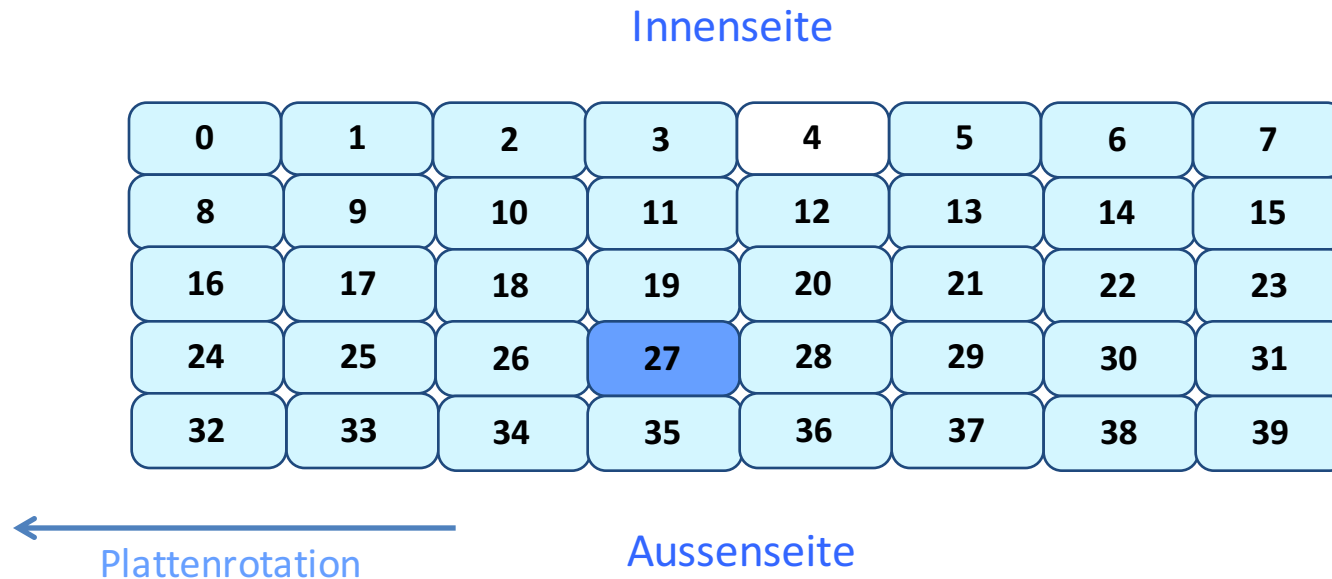 Innenseite
0 1 2 3 4 5 6 7
8 9 10 11 12 13 14 15
16 17 18 19 20 21 22 23
24 25 26 27 28 29 30 31
32 33 34 35 36 37 38 39
Plattenrotation
Aussenseite